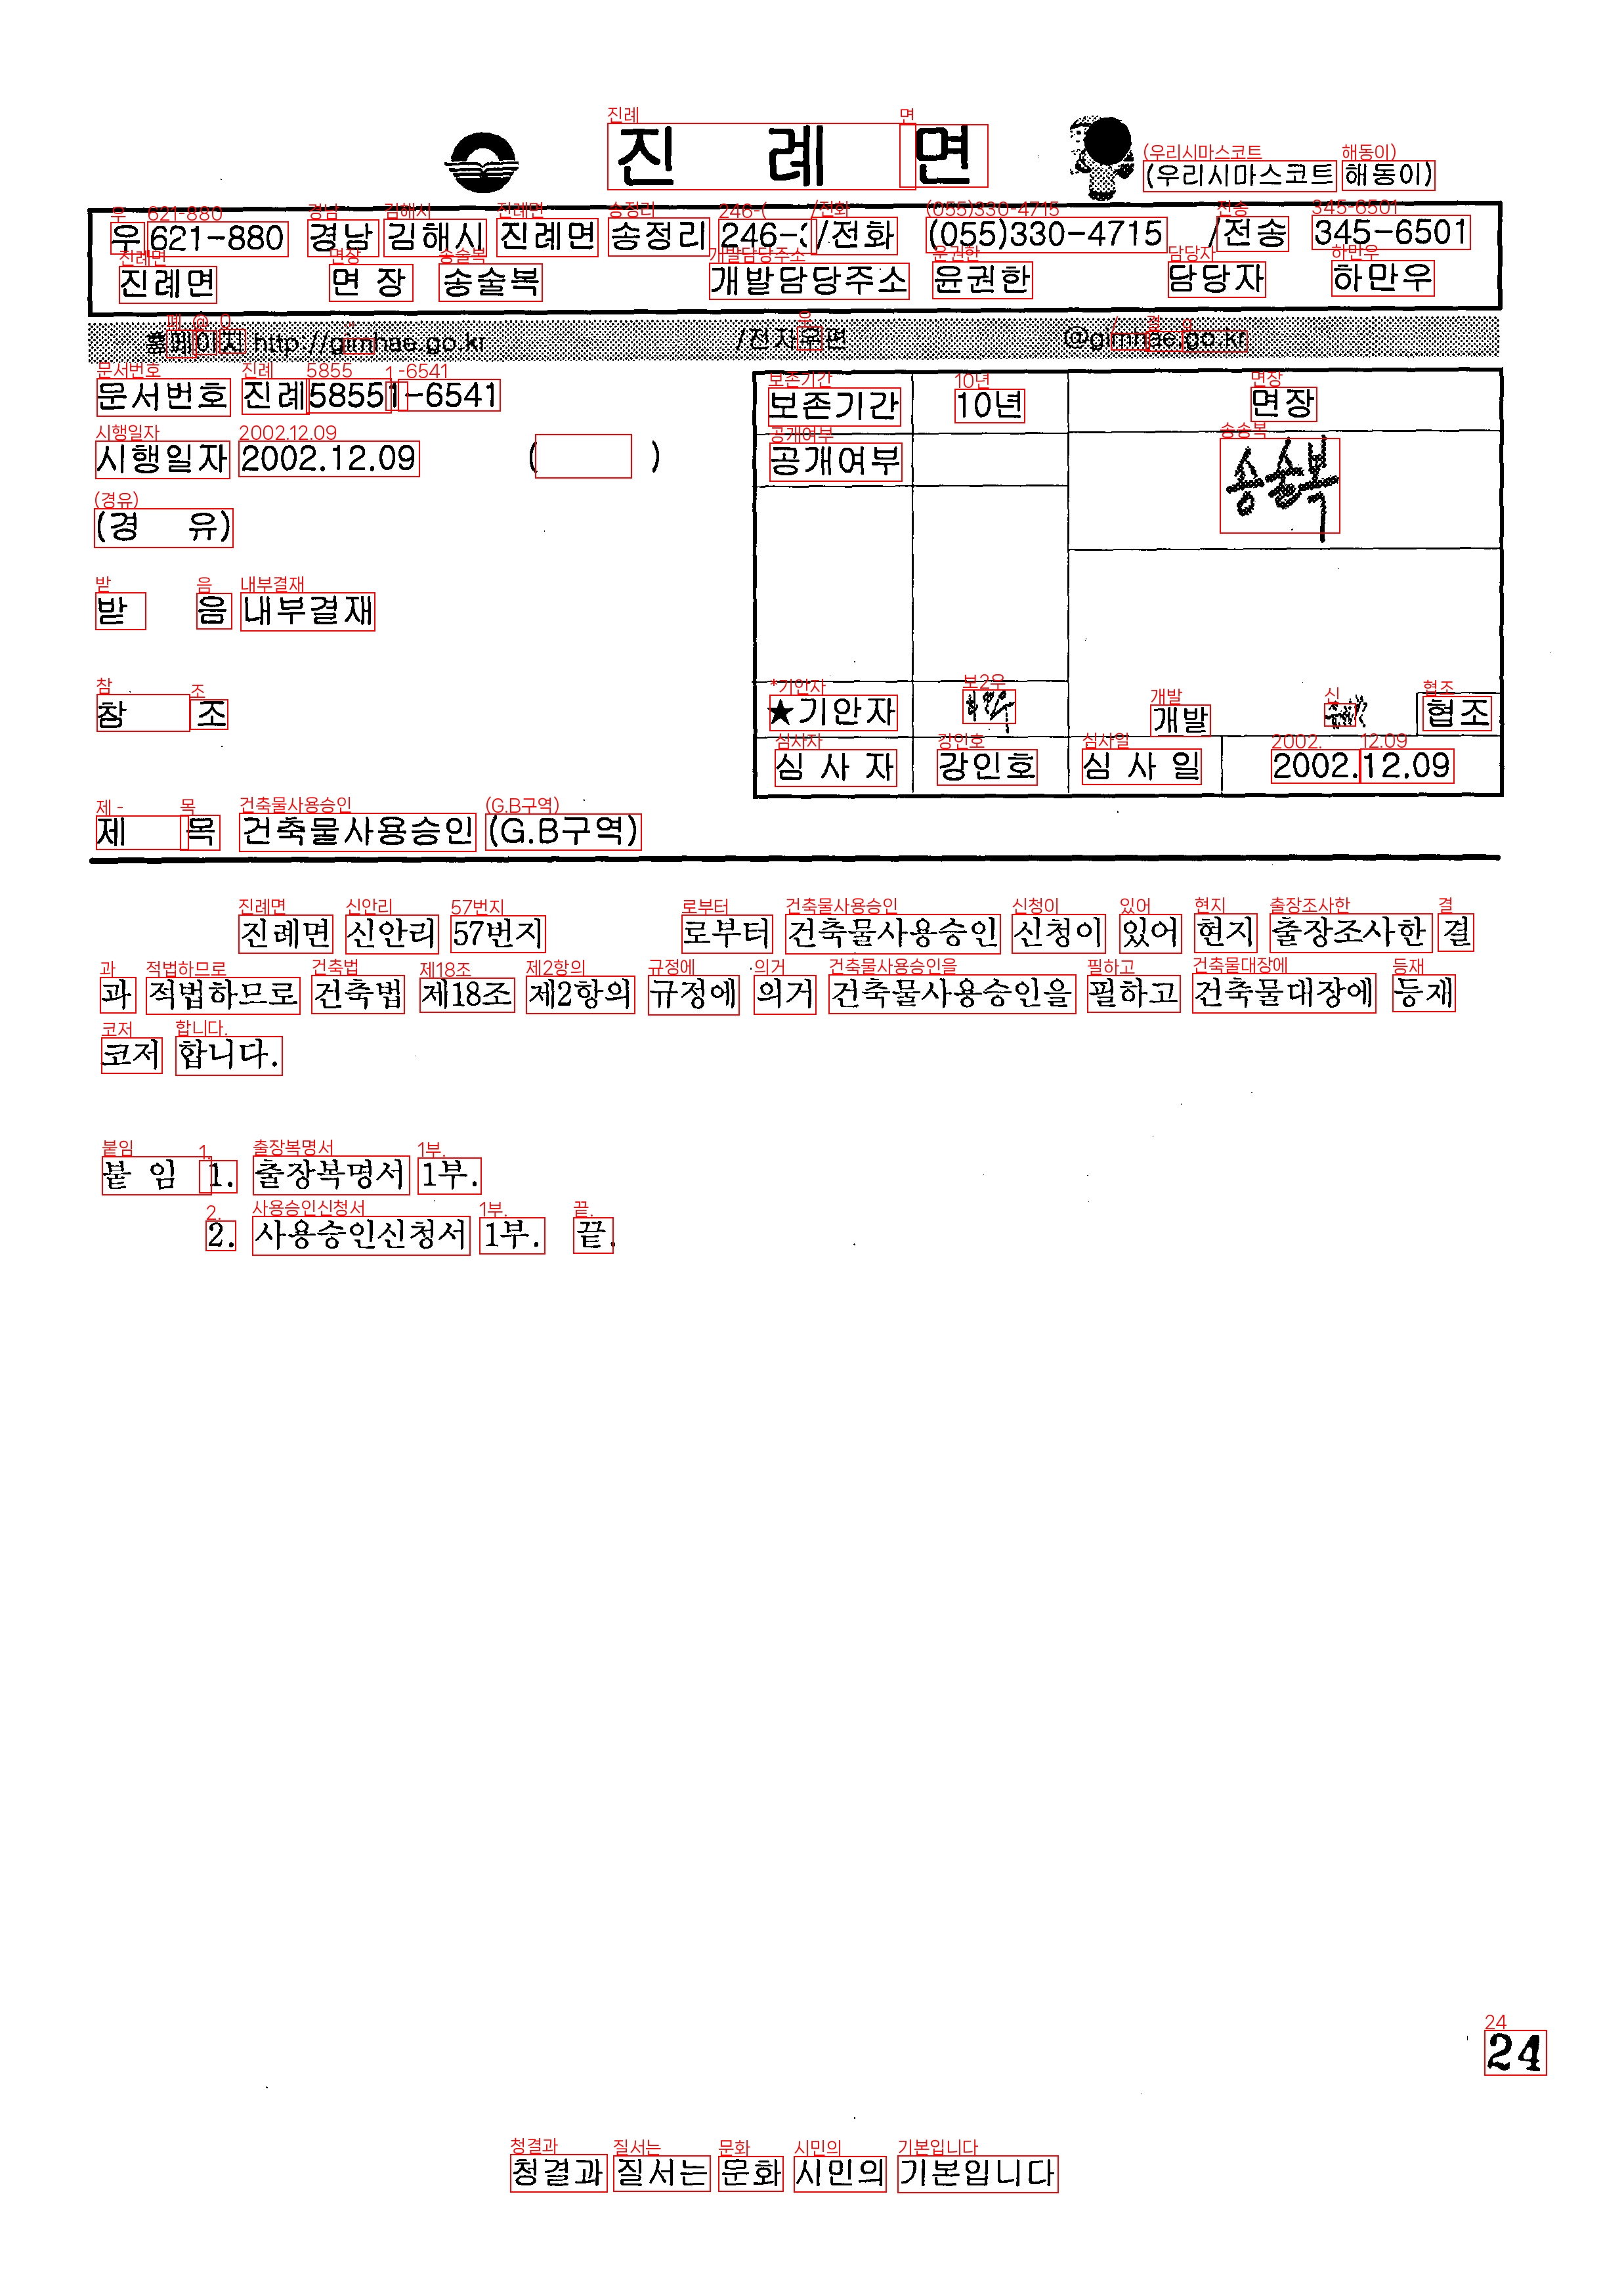 진 례 면 (우리시마스코트 해동이)
우 621-880 경남 김해시 진례면 송정리 246- /전화 (055)330-4715 /전송 345-6501
진례면 면 장 송술복 개발담당주소 윤권한 담당자 하만우
홈페이지 http://gimhae.go.kr /전자우편 @gimhae.go.kr
문서번호 진례58551-6541
시행일자 2002.12.09 ( )
(경 유)
받 음 내부결재
참 조
제 목 건축물사용승인(G.B구역)
보존기간 10년 면장
공개여부 송술복
★기안자 개발 협조
심 사 자 강인호 심 사 일 2002.12.09
진례면 신안리 57번지 로부터 건축물사용승인 신청이 있어 현지 출장조사한 결
과 적법하므로 건축법 제18조 제2항의 규정에 의거 건축물사용승인을 필하고 건축물대장에 등재
코저 합니다.
붙 임 1. 출장복명서 1부.
2. 사용승인신청서 1부. 끝.
24
청결과 질서는 문화 시민의 기본입니다